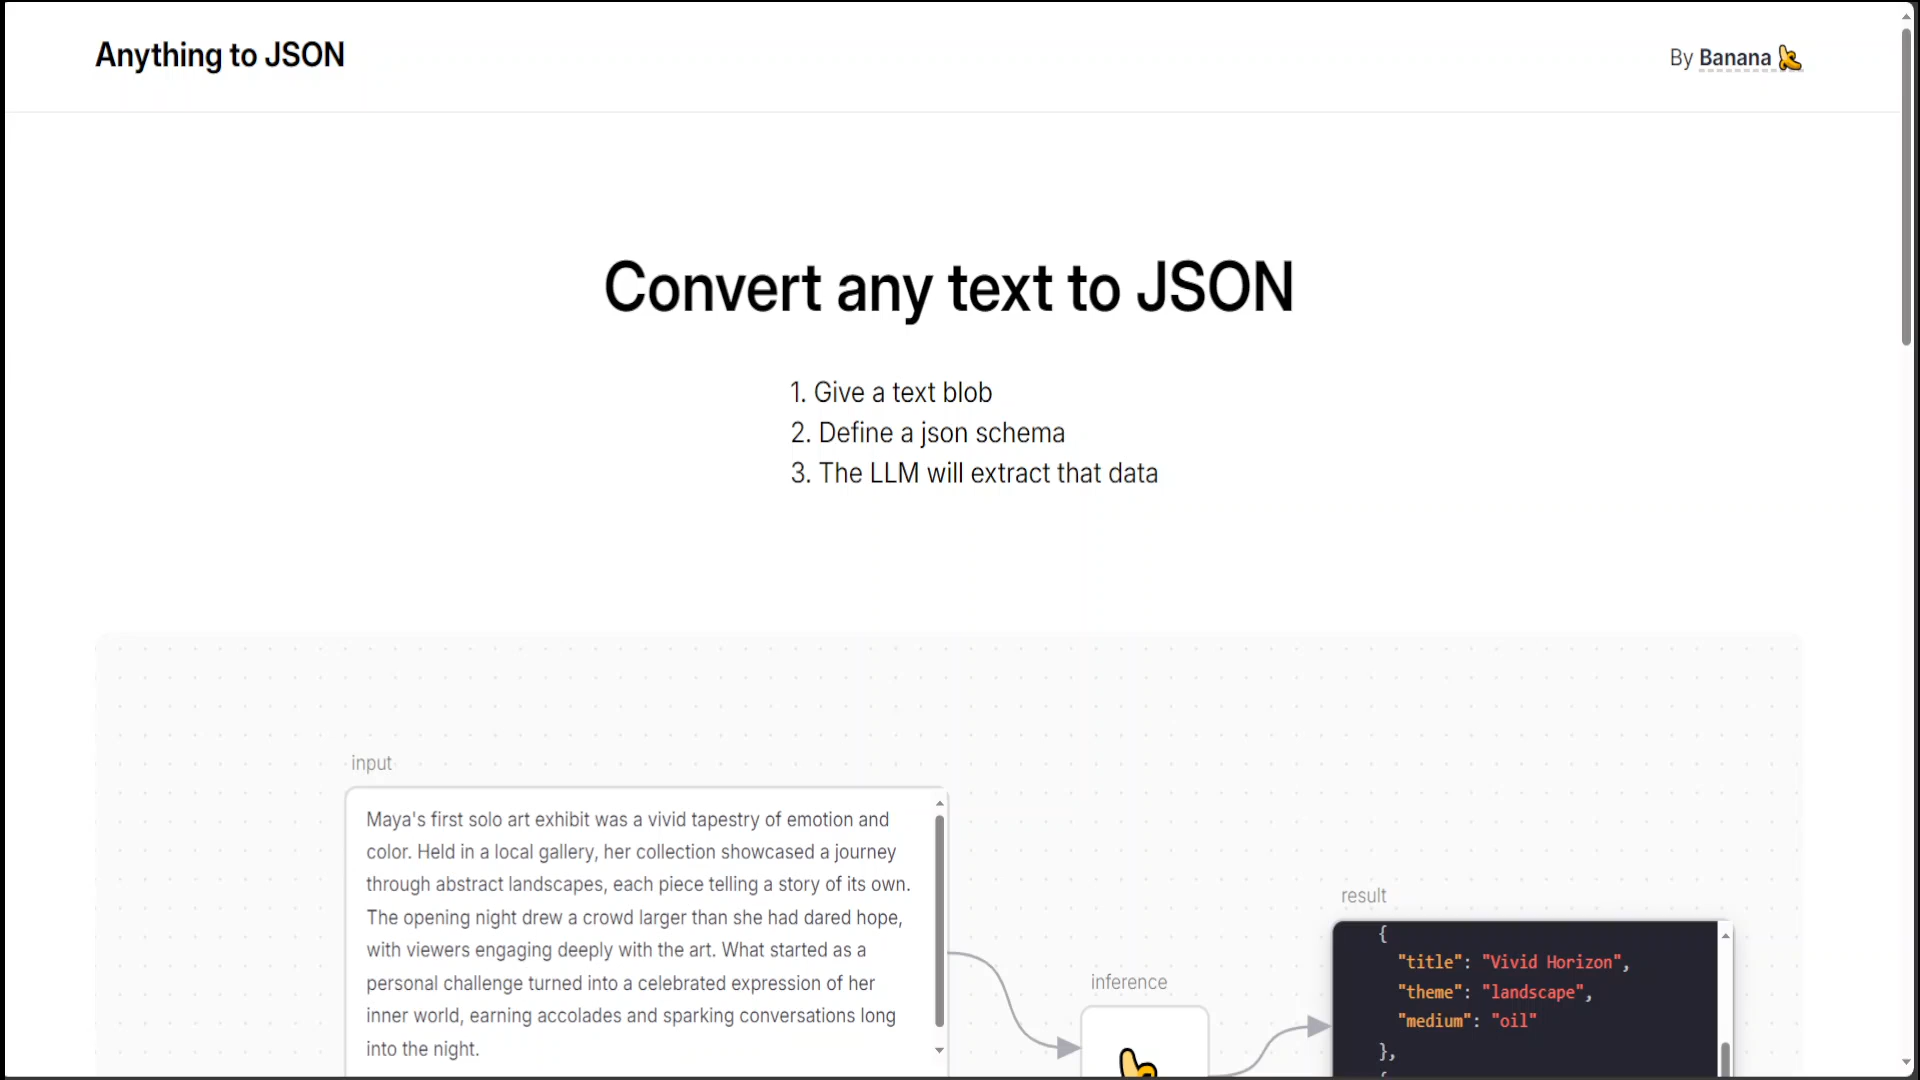 Anything to JSON
By Banana
Convert any text to JSON
1. Give a text blob
2. Define a json schema
3. The LLM will extract that data
input
Maya's first solo art exhibit was a vivid tapestry of emotion and
color. Held in a local gallery, her collection showcased a journey
through abstract landscapes, each piece telling a story of its own.
The opening night drew a crowd larger than she had dared hope,
with viewers engaging deeply with the art. What started as a
personal challenge turned into a celebrated expression of her
inner world, earning accolades and sparking conversations long
into the night.
inference
result
{
"title": "Vivid Horizon",
"theme": "landscape",
"medium": "oil"
},
{